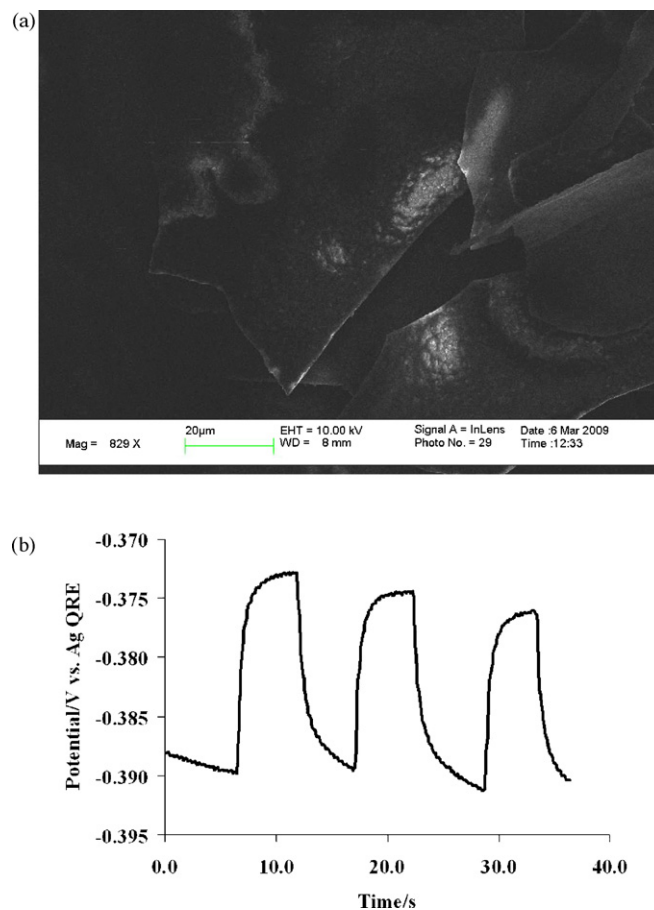 (a)
Mag = 829 X
20μm
EHT = 10.00 kV
WD = 8 mm
Signal A = InLens
Photo No. = 29
Date :6 Mar 2009
Time :12:33
(b)
Potential/V vs. Ag QRE
-0.370
-0.375
-0.380
-0.385
-0.390
-0.395
0.0 10.0 20.0 30.0 40.0
Time/s